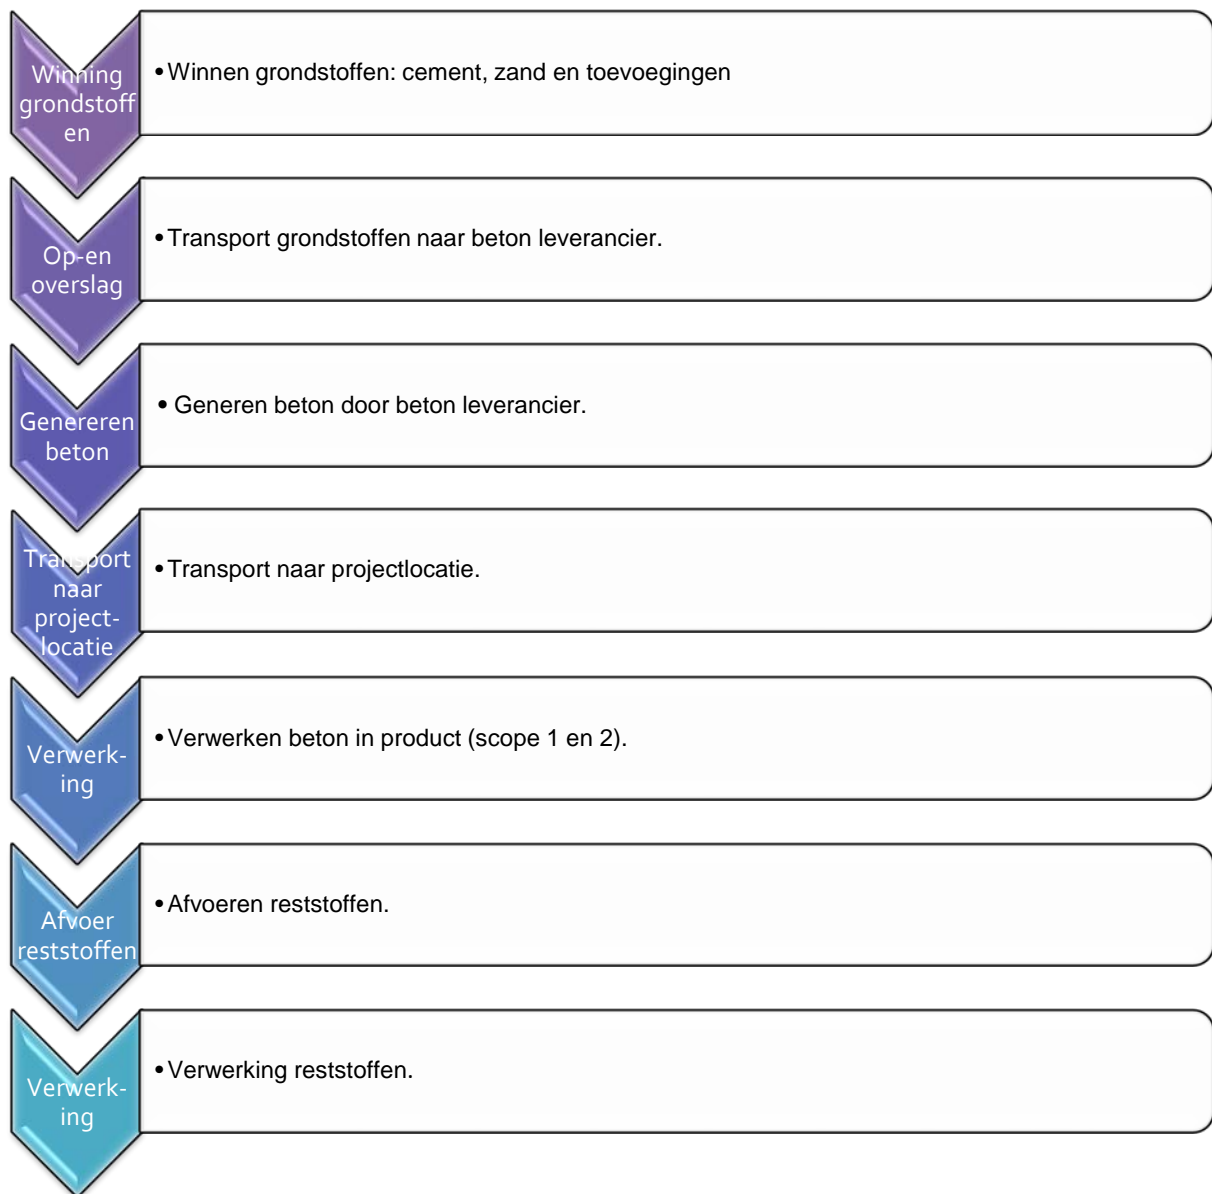 Winning
grondstoff
en
•Winnen grondstoffen: cement, zand en toevoegingen
Op-en
overslag
•Transport grondstoffen naar beton leverancier.
Genereren
beton
• Generen beton door beton leverancier.
Transport
naar
project-
locatie
•Transport naar projectlocatie.
Verwerk-
ing
•Verwerken beton in product (scope 1 en 2).
Afvoer
reststoffen
•Afvoeren reststoffen.
Verwerk-
ing
•Verwerking reststoffen.